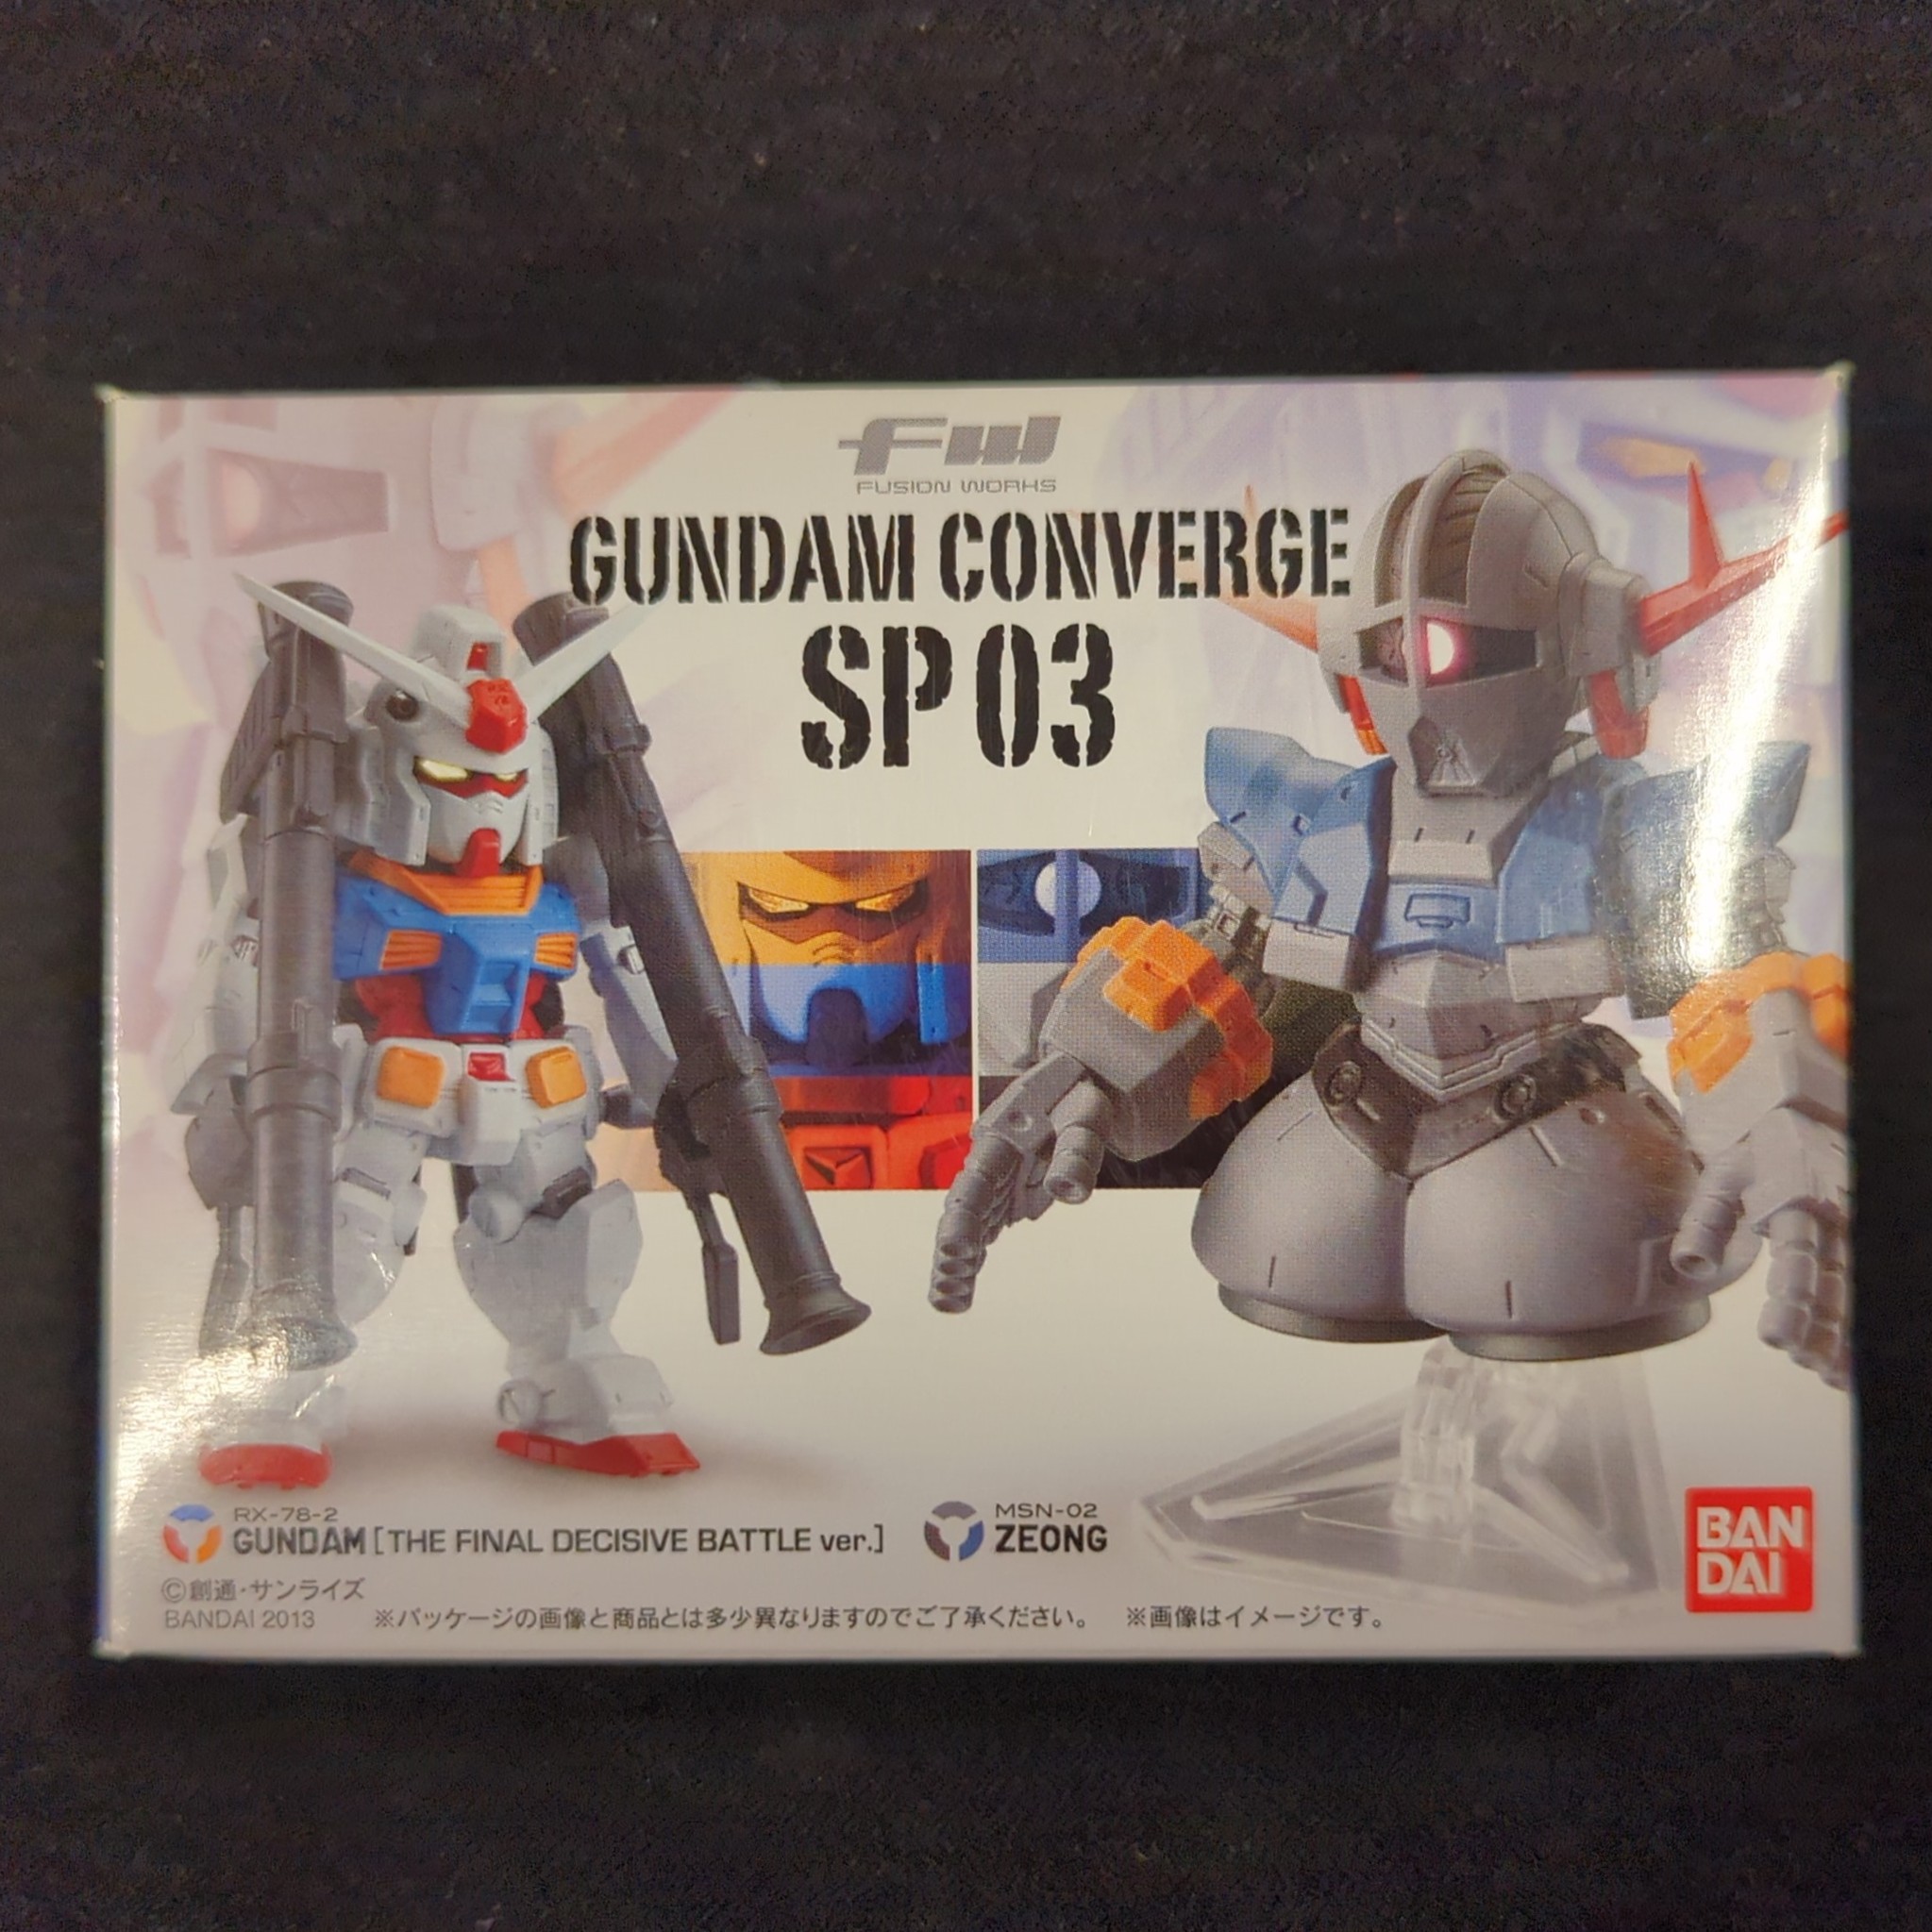 FW
FUSION WORKS
GUNDAM CONVERGE
SP03
RX-78-2
GUNDAM [THE FINAL DECISIVE BATTLE ver.]
MSN-02
ZEONG
©創通・サンライズ
BANDAI 2013
※パッケージの画像と商品とは多少異なりますのでご了承ください。
※画像はイメージです。
BAN
DAI